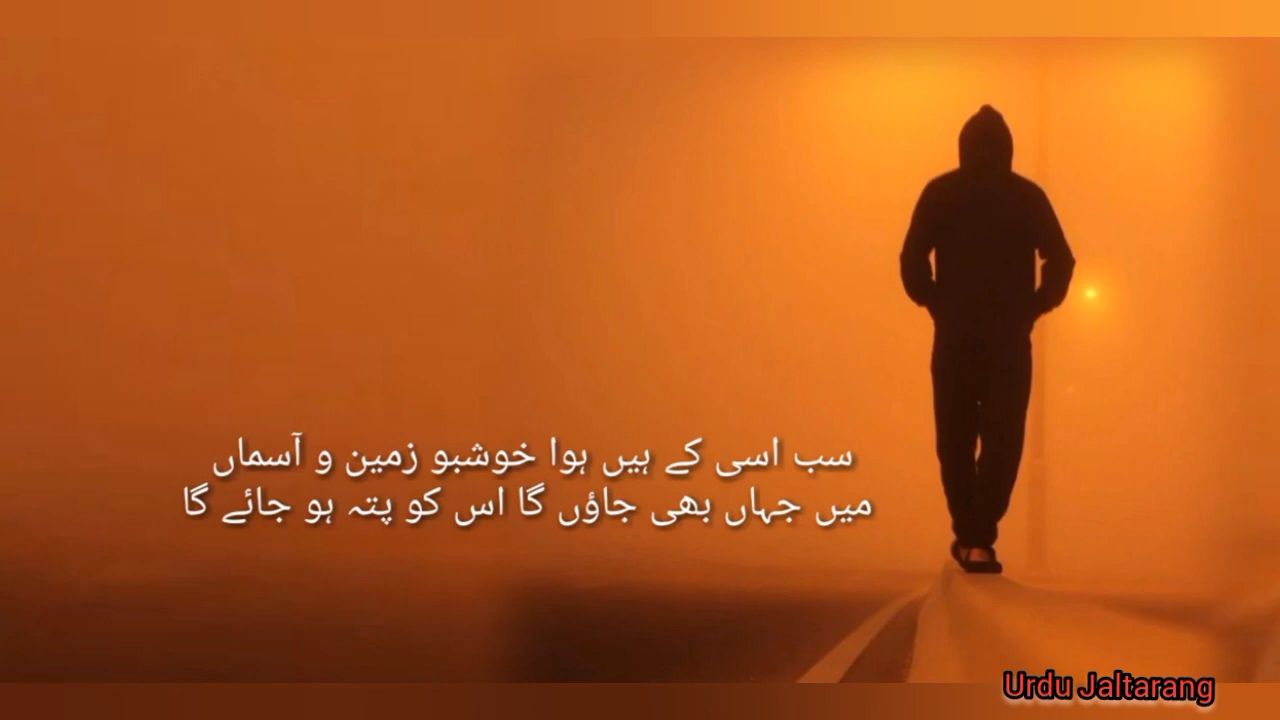 سب اسی کے ہیں ہوا خوشبو زمین و آسماں
میں جہاں بھی جاؤں گا اس کو پتہ ہو جائے گا
Urdu Jaltarang